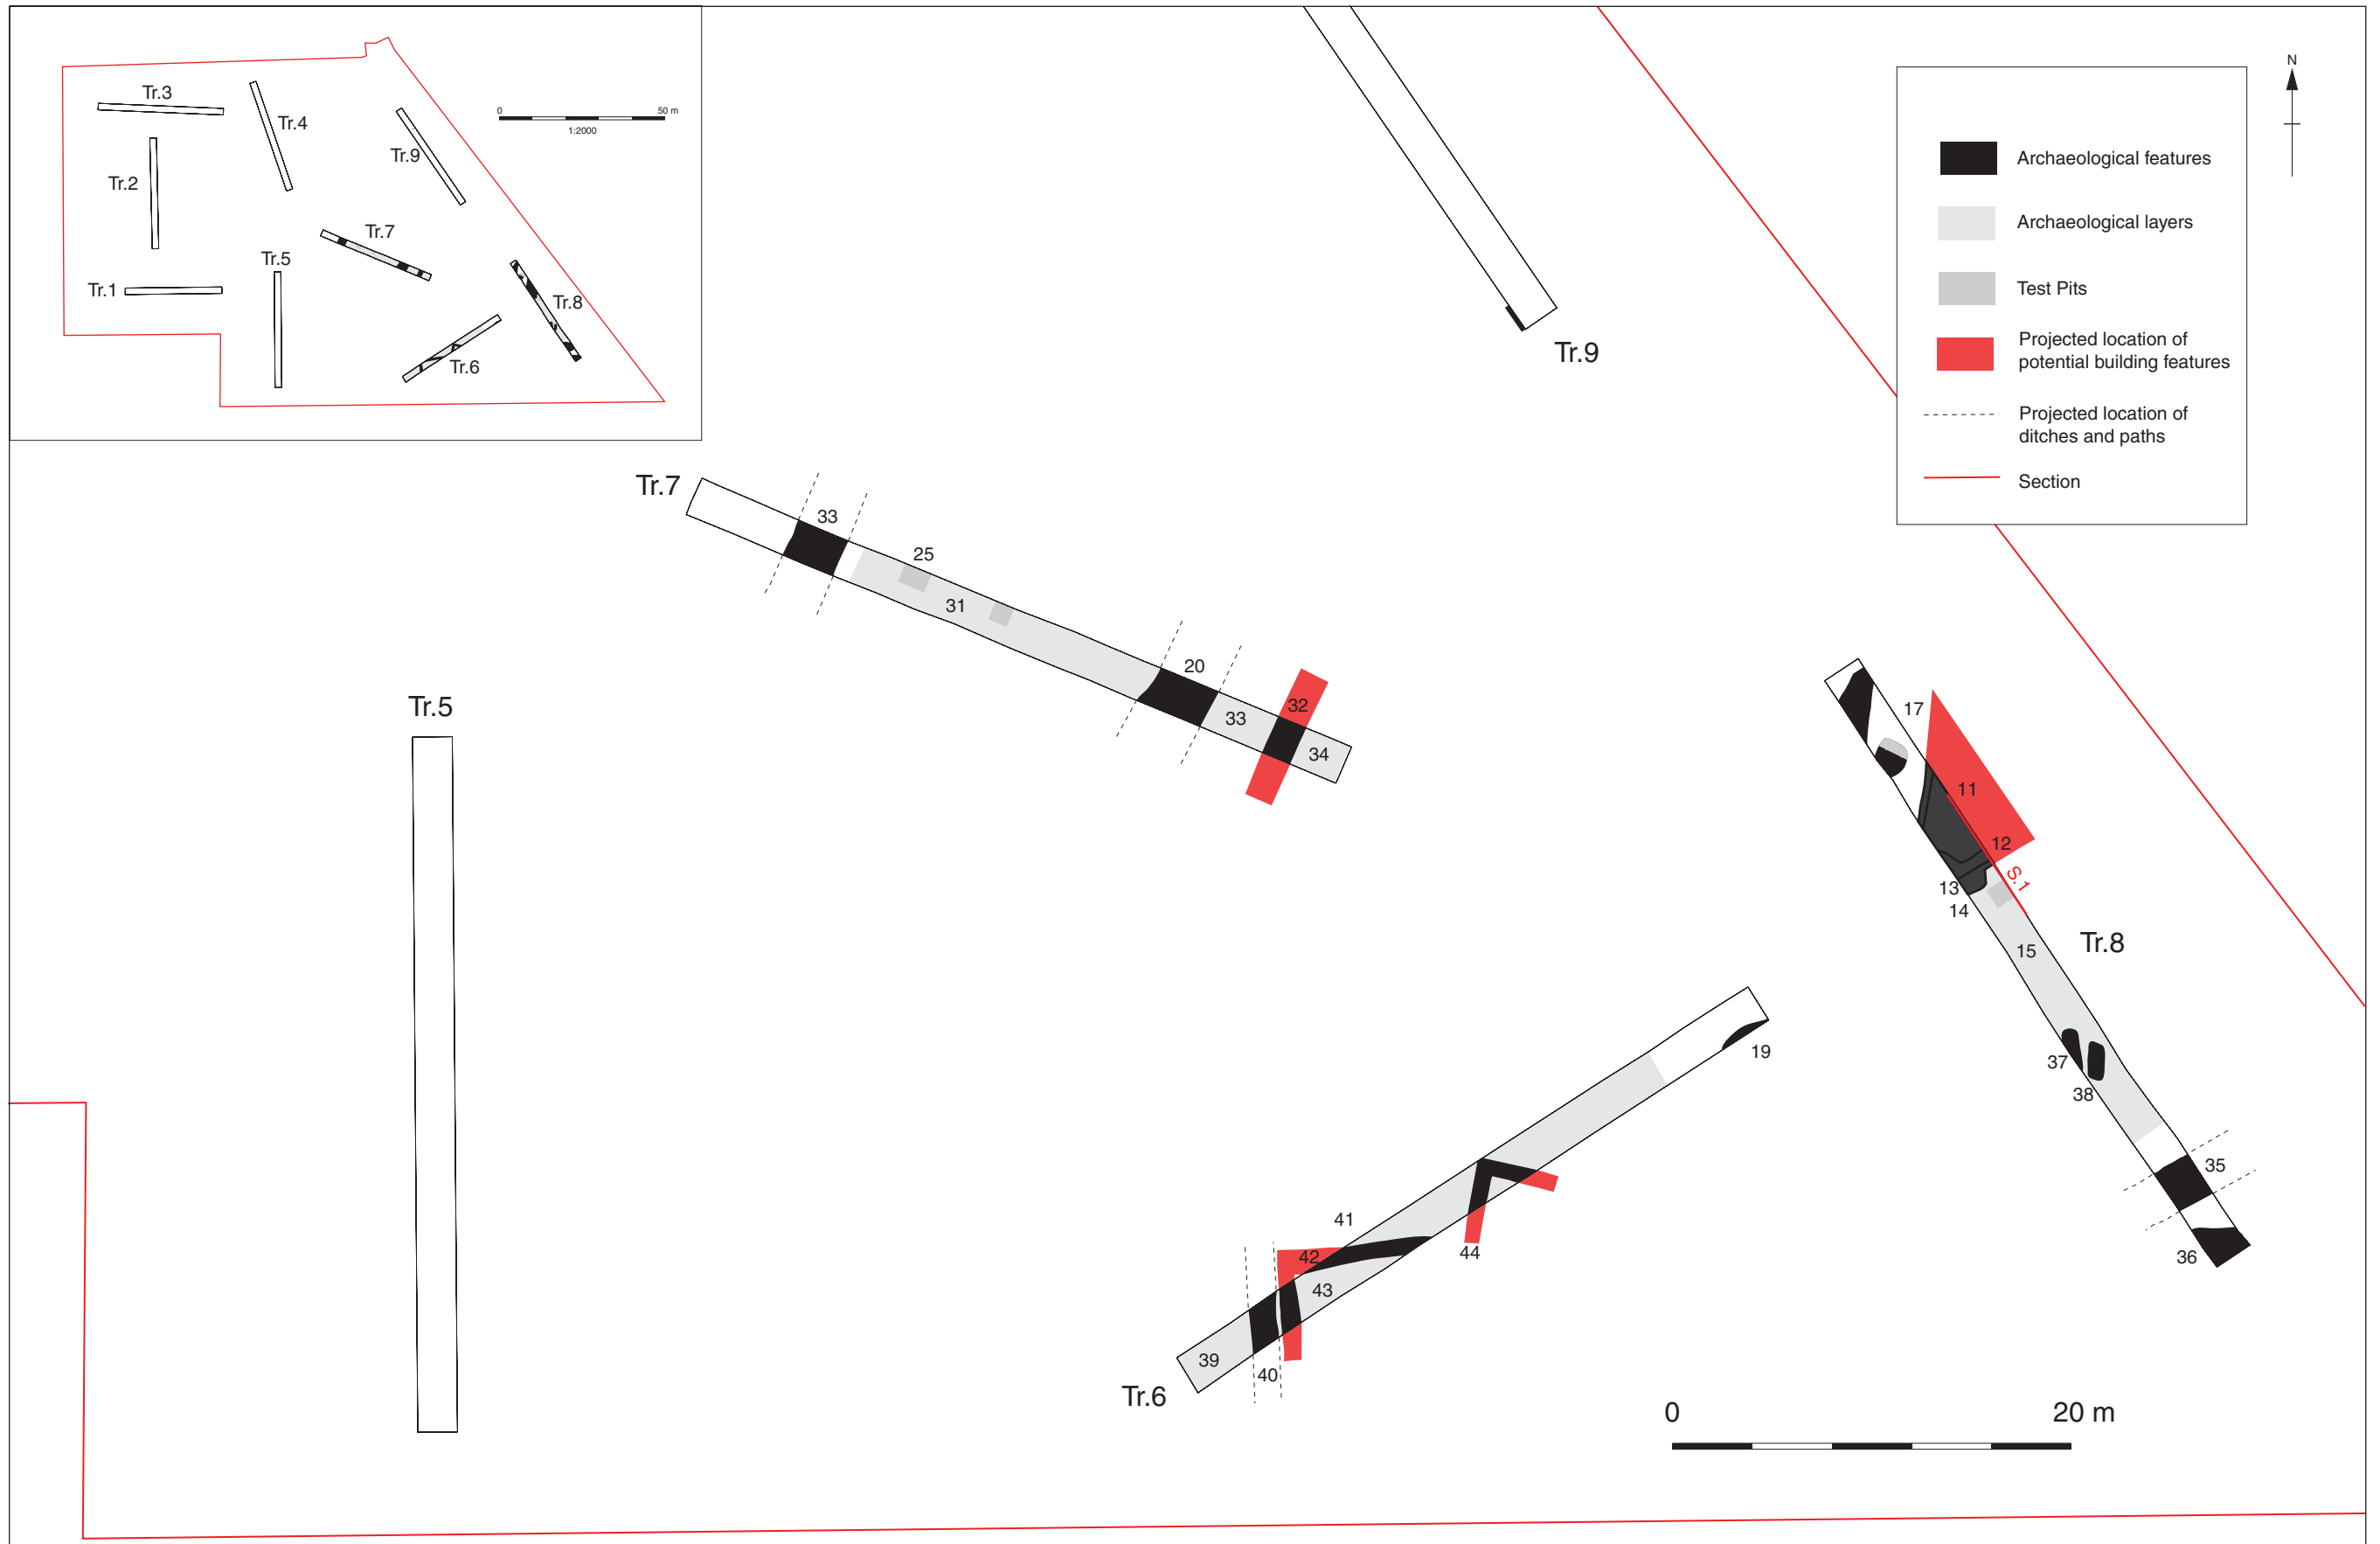 Tr.3
Tr.4
Tr.9
Tr.2
Tr.7
Tr.5
Tr.1
Tr.8
Tr.6
0 50 m
1:2000
N
Archaeological features
Archaeological layers
Test Pits
Projected location of
potential building features
Projected location of
ditches and paths
Section
Tr.9
Tr.7
33
25
31
20
33
32
34
Tr.5
17
11
12
S.1
13
14
15
Tr.8
37
38
35
36
19
41
42
43
44
39
40
Tr.6
0 20 m